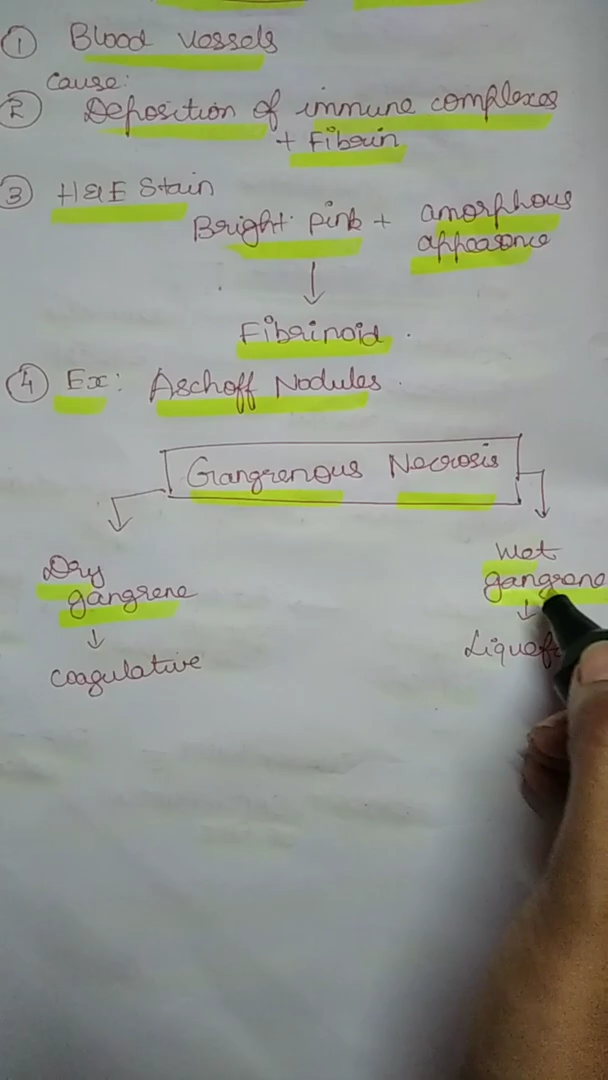 ① Blood vessels
Cause:
② Deposition of immune complexes
+ Fibrin
③ H&E Stain
Bright pink + amorphous
appearance
↓
Fibrinoid
④ Ex: Aschoff Nodules
Gangrenous Necrosis
Dry
gangrene
↓
coagulative
wet
gangrene
↓